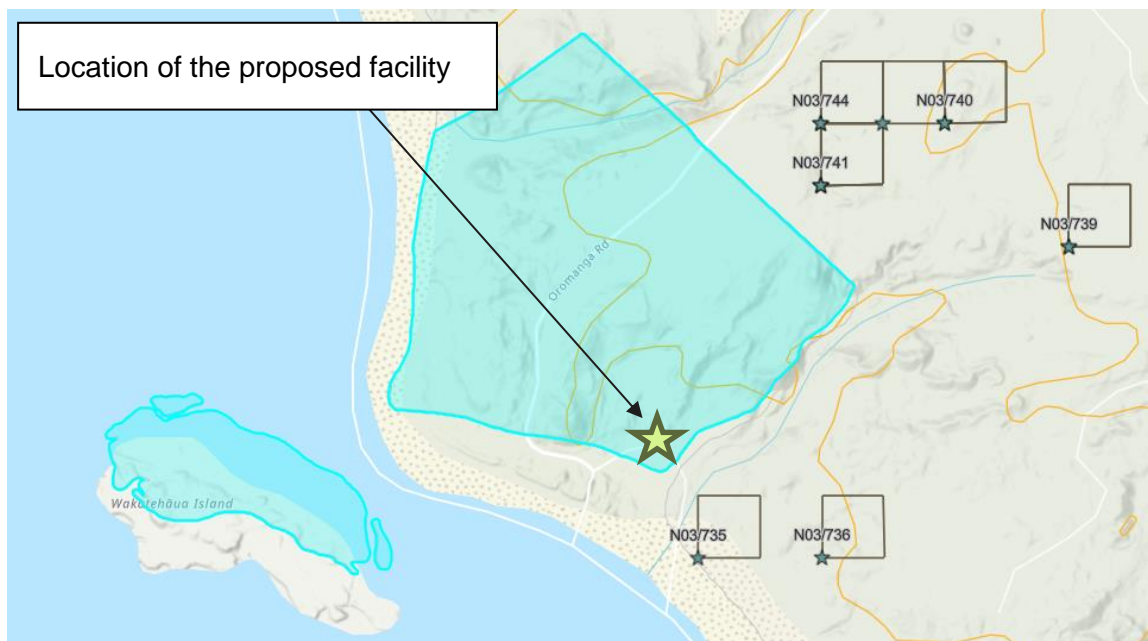 Location of the proposed facility
N03/744
N03/740
N03/741
N03/739
Oromanga Rd
Wakatehāua Island
N03/735
N03/736